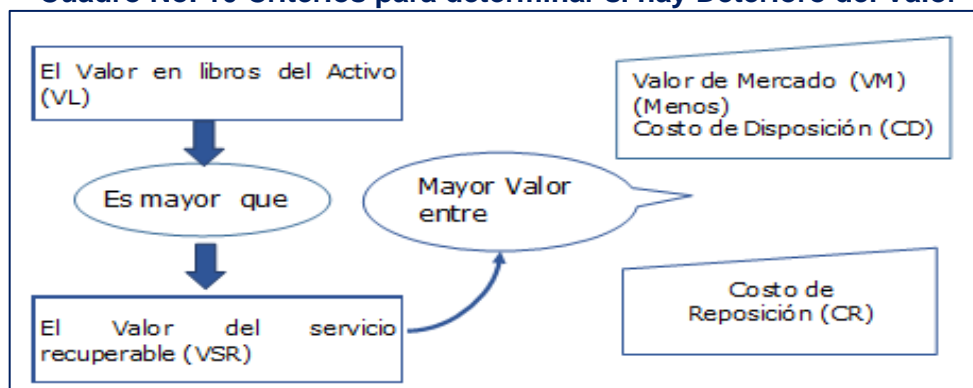 El Valor en libros del Activo
(VL)
Es mayor que
El Valor del servicio
recuperable (VSR)
Mayor Valor
entre
Valor de Mercado (VM)
(Menos)
Costo de Disposición (CD)
Costo de
Reposición (CR)